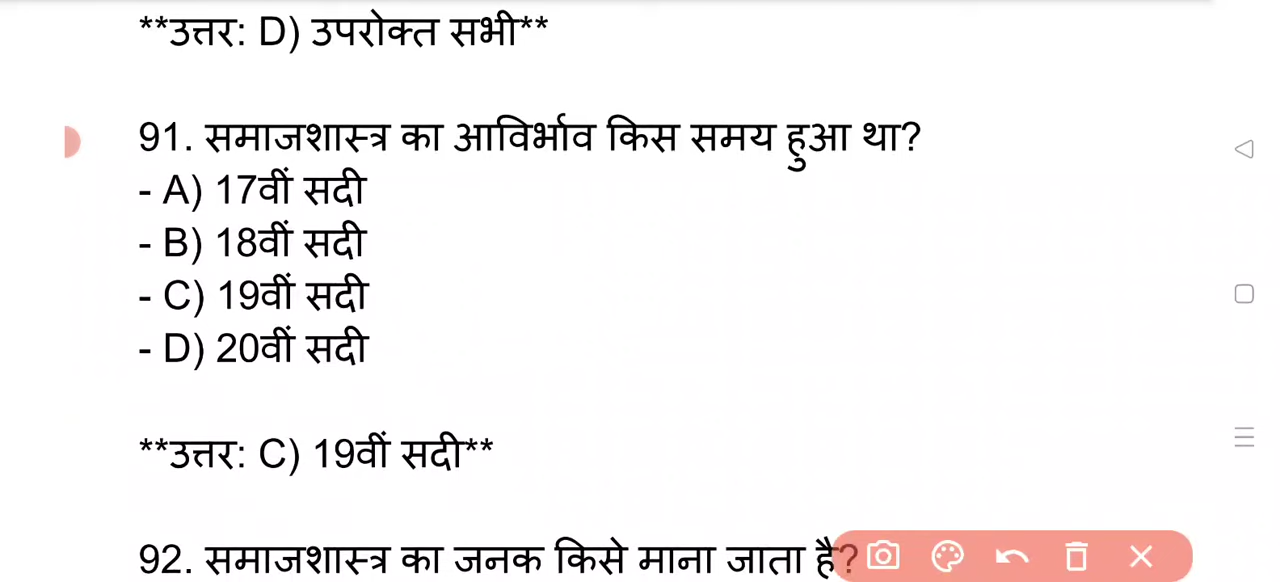 **उत्तर: D) उपरोक्त सभी**
91. समाजशास्त्र का आविर्भाव किस समय हुआ था?
- A) 17वीं सदी
- B) 18वीं सदी
- C) 19वीं सदी
- D) 20वीं सदी
**उत्तर: C) 19वीं सदी**
92. समाजशास्त्र का जनक किसे माना जाता है?